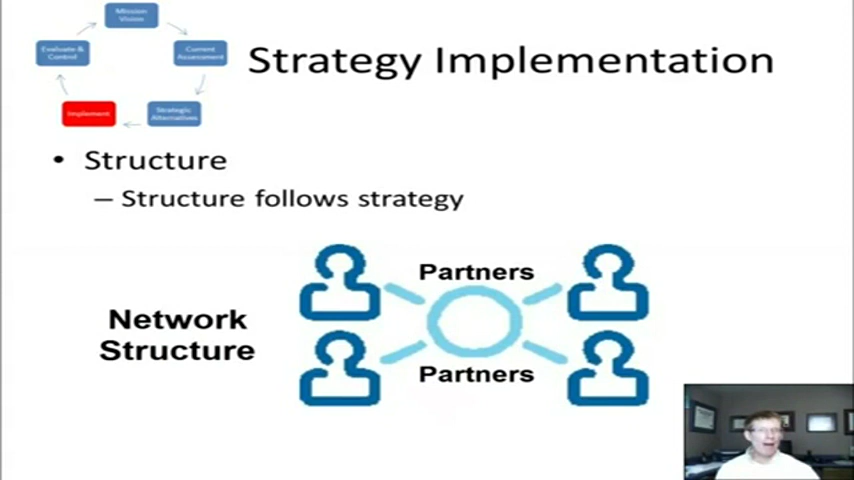 Mission
Vision
Evaluate &
Control
Current
Assessment
Implement
Strategic
Alternatives
Strategy Implementation
• Structure
– Structure follows strategy
Network
Structure
Partners
Partners